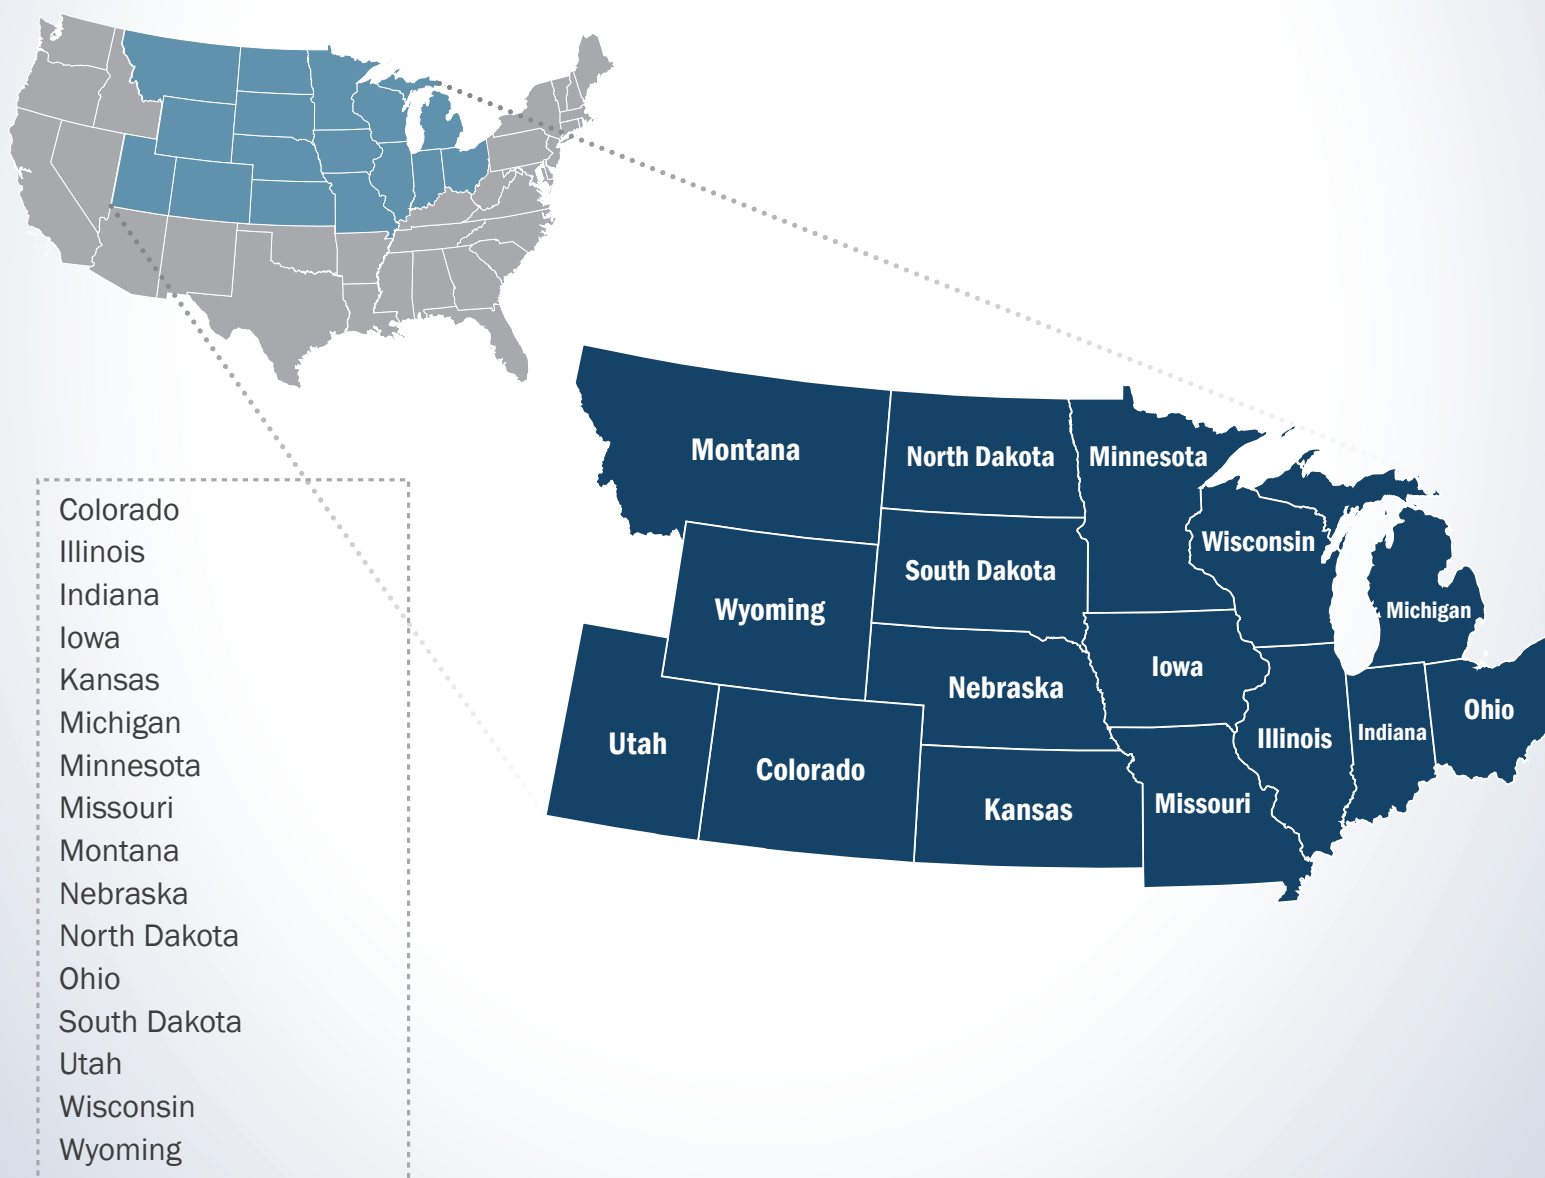 Montana
North Dakota
Minnesota
Wisconsin
South Dakota
Michigan
Wyoming
Iowa
Nebraska
Ohio
Utah
Illinois
Indiana
Colorado
Kansas
Missouri
Colorado
Illinois
Indiana
Iowa
Kansas
Michigan
Minnesota
Missouri
Montana
Nebraska
North Dakota
Ohio
South Dakota
Utah
Wisconsin
Wyoming